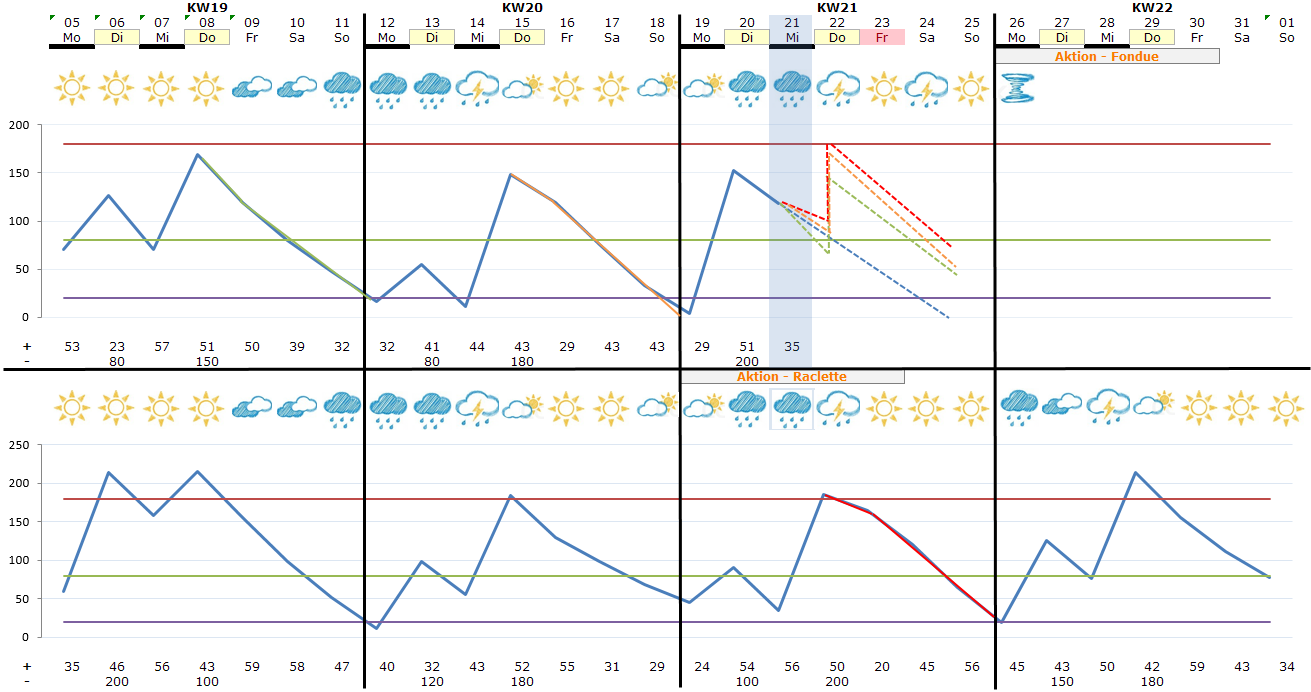 KW19 KW20 KW21 KW22
05 06 07 08 09 10 11 12 13 14 15 16 17 18 19 20 21 22 23 24 25 26 27 28 29 30 31 01
Mo Di Mi Do Fr Sa So Mo Di Mi Do Fr Sa So Mo Di Mi Do Fr Sa So Mo Di Mi Do Fr Sa So
Aktion - Fondue
200
150
100
50
0
+ 53 23 57 51 50 39 32 32 41 44 43 29 43 43 29 51 35
- 80 150 80 180 200
Aktion - Raclette
250
200
150
100
50
0
+ 35 46 56 43 59 58 47 40 32 43 52 55 31 29 24 54 56 50 20 45 56 45 43 50 42 59 43 34
- 200 100 120 180 100 200 150 180